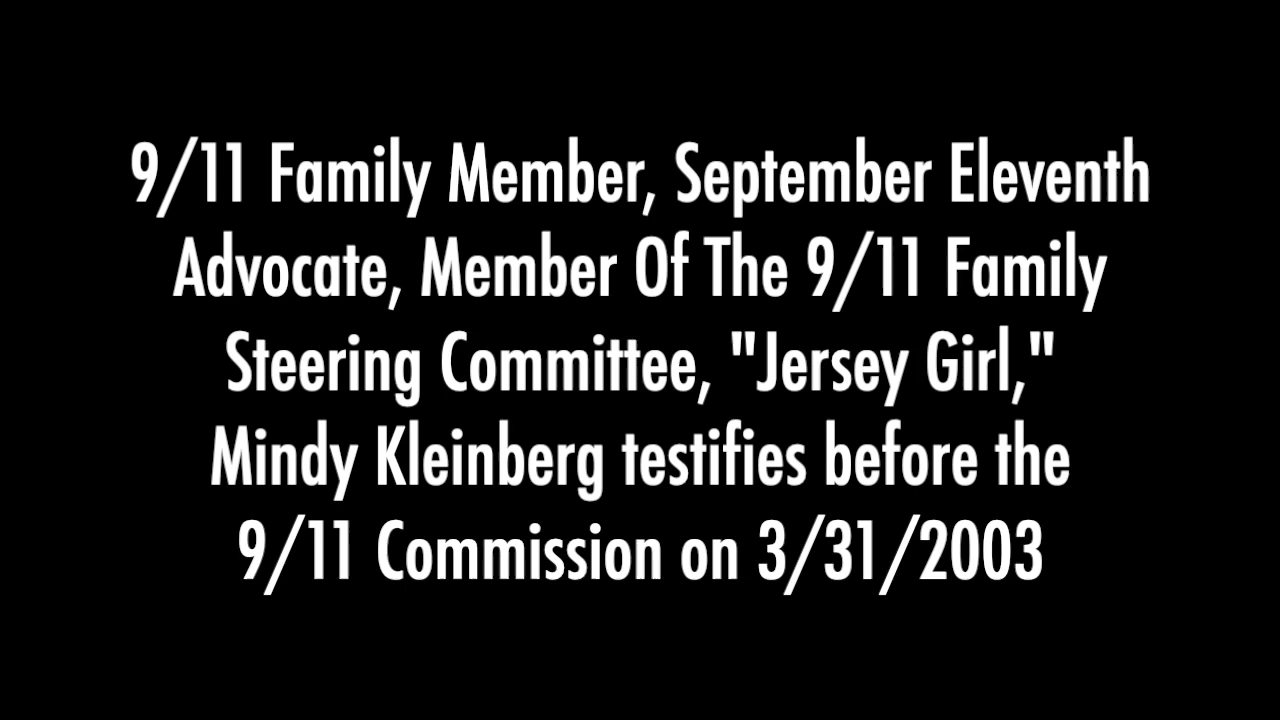 9/11 Family Member, September Eleventh
Advocate, Member Of The 9/11 Family
Steering Committee, "Jersey Girl,"
Mindy Kleinberg testifies before the
9/11 Commission on 3/31/2003